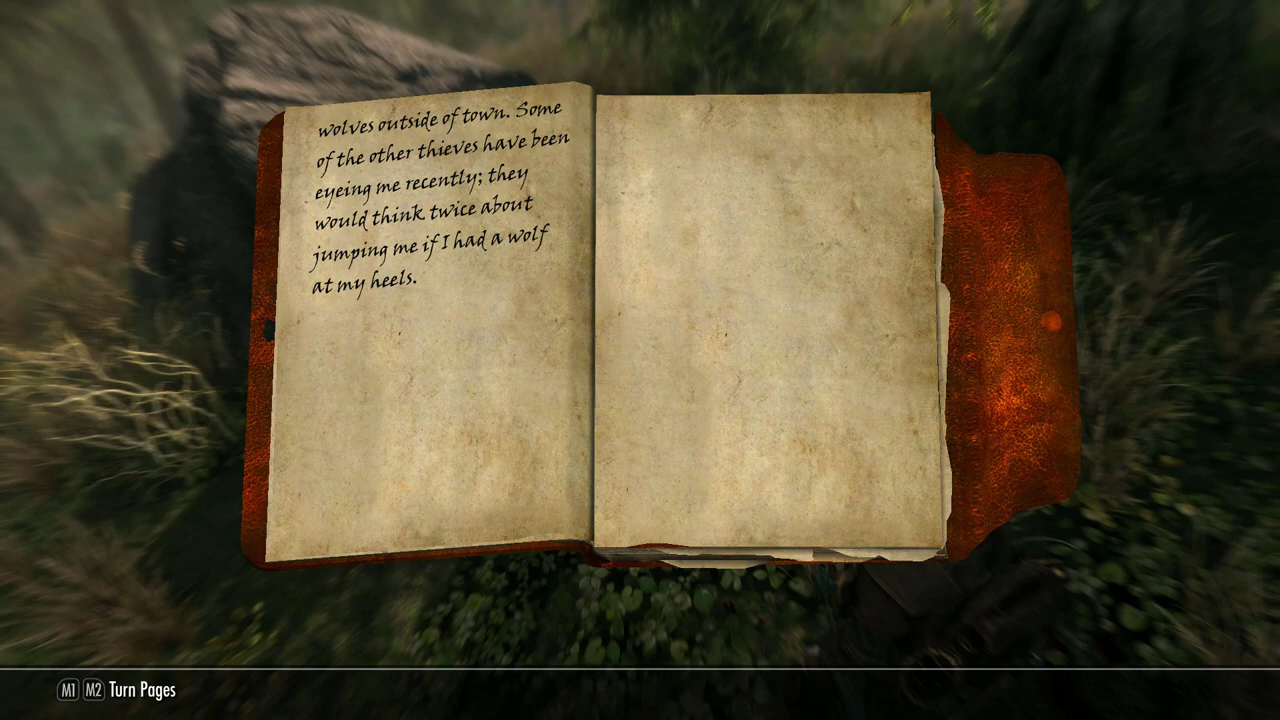 wolves outside of town. Some
of the other thieves have been
eyeing me recently; they
would think twice about
jumping me if I had a wolf
at my heels.
M1 M2 Turn Pages